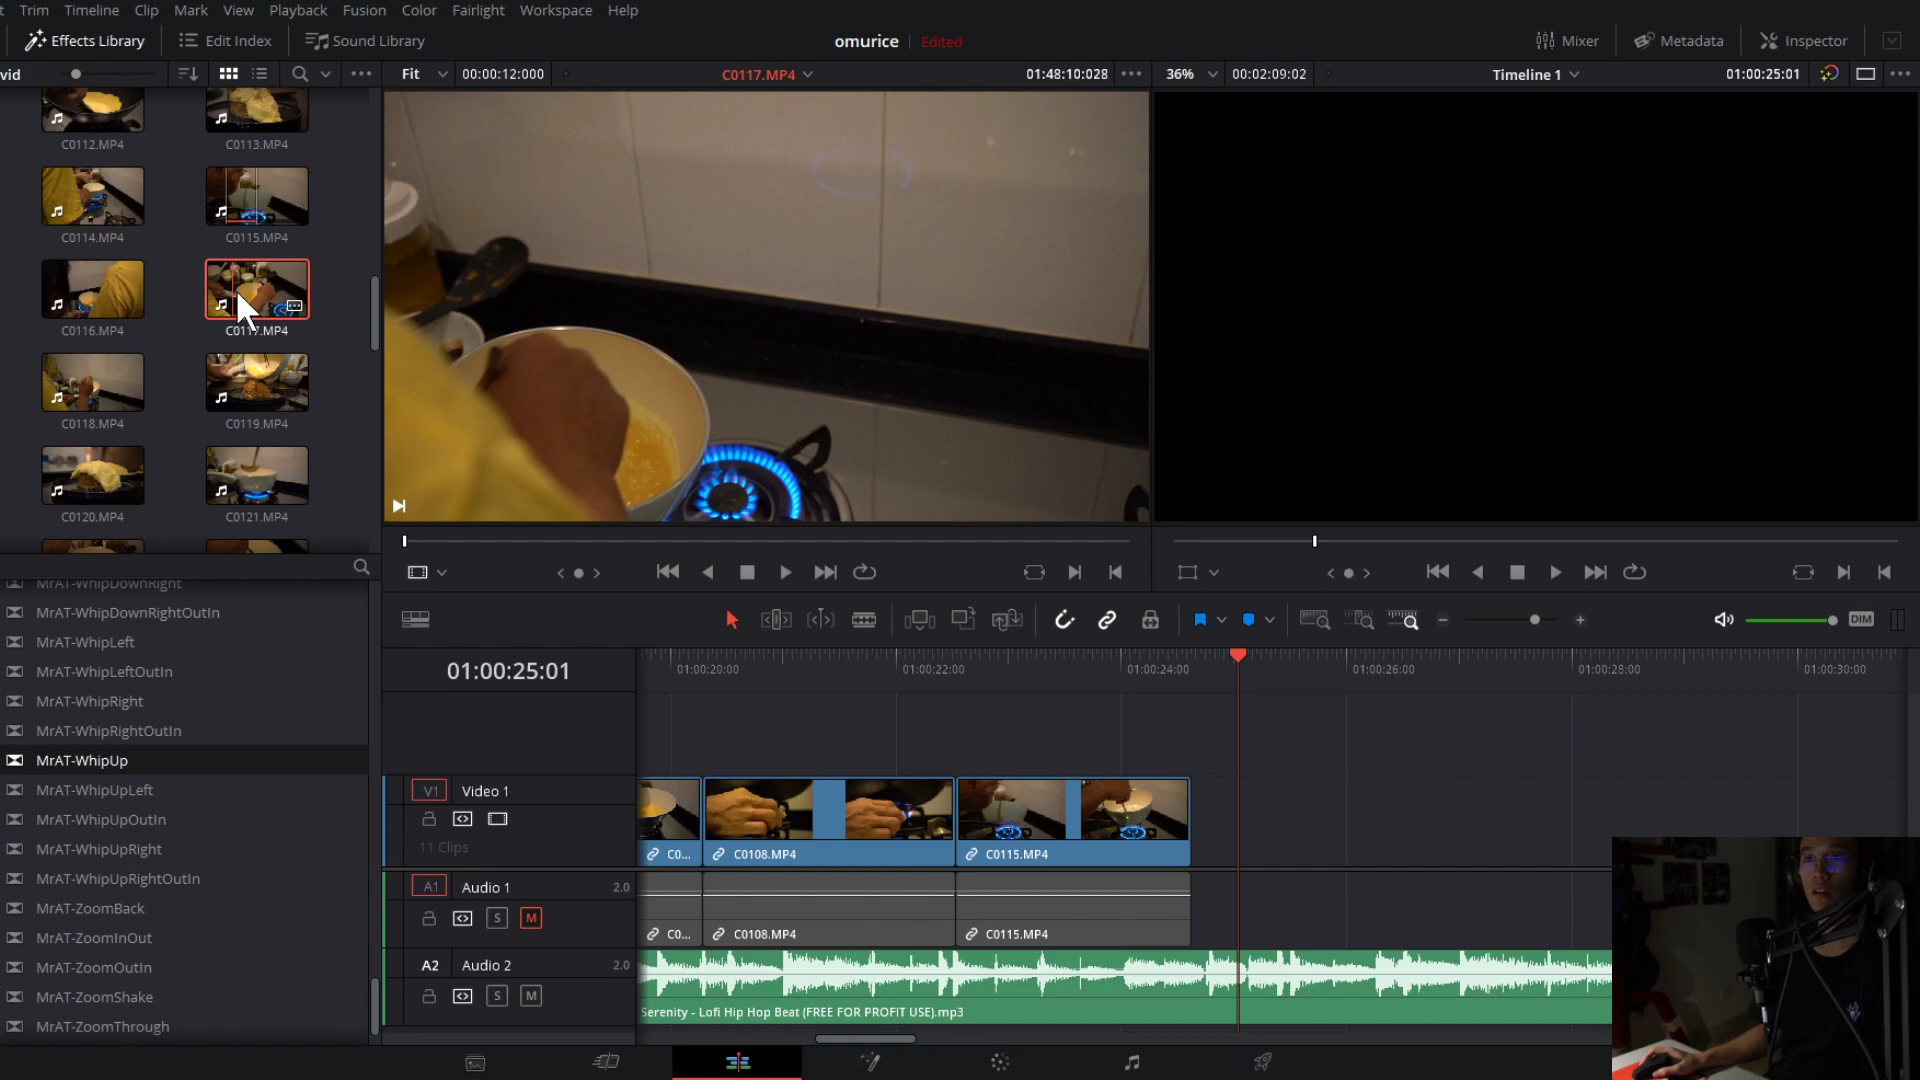 t Trim Timeline Clip Mark View Playback Fusion Color Fairlight Workspace Help
Effects Library Edit Index Sound Library omurice Edited Mixer Metadata Inspector
vid Fit 00:00:12:000 C0117.MP4 01:48:10:028 36% 00:02:09:02 Timeline 1 01:00:25:01
C0112.MP4 C0113.MP4
C0114.MP4 C0115.MP4
C0116.MP4 C0117.MP4
C0118.MP4 C0119.MP4
C0120.MP4 C0121.MP4
MrAT-WhipDownRight
MrAT-WhipDownRightOutIn
MrAT-WhipLeft
MrAT-WhipLeftOutIn
MrAT-WhipRight
MrAT-WhipRightOutIn
MrAT-WhipUp
MrAT-WhipUpLeft
MrAT-WhipUpOutIn
MrAT-WhipUpRight
MrAT-WhipUpRightOutIn
MrAT-ZoomBack
MrAT-ZoomInOut
MrAT-ZoomOutIn
MrAT-ZoomShake
MrAT-ZoomThrough
DIM
01:00:25:01 01:00:20:00 01:00:22:00 01:00:24:00 01:00:26:00 01:00:28:00 01:00:30:00
V1 Video 1
11 Clips
C0... C0108.MP4 C0115.MP4
A1 Audio 1 2.0
S M
C0... C0108.MP4 C0115.MP4
A2 Audio 2 2.0
S M
Serenity - Lofi Hip Hop Beat (FREE FOR PROFIT USE).mp3